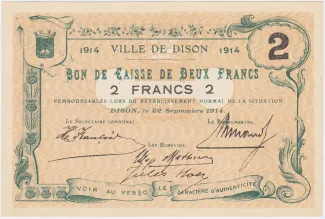 1914 VILLE DE DISON 1914
2
BON DE CAISSE DE DEUX FRANCS
2 FRANCS 2
REMBOURSABLES LORS DU RÉTABLISSEMENT NORMAL DE LA SITUATION
DISON, le 22 Septembre 1914
LE SECRÉTAIRE COMMUNAL, LE BOURGMESTRE,
LES ÉCHEVINS,
VOIR AU VERSO LE CARACTÈRE D'AUTHENTICITÉ